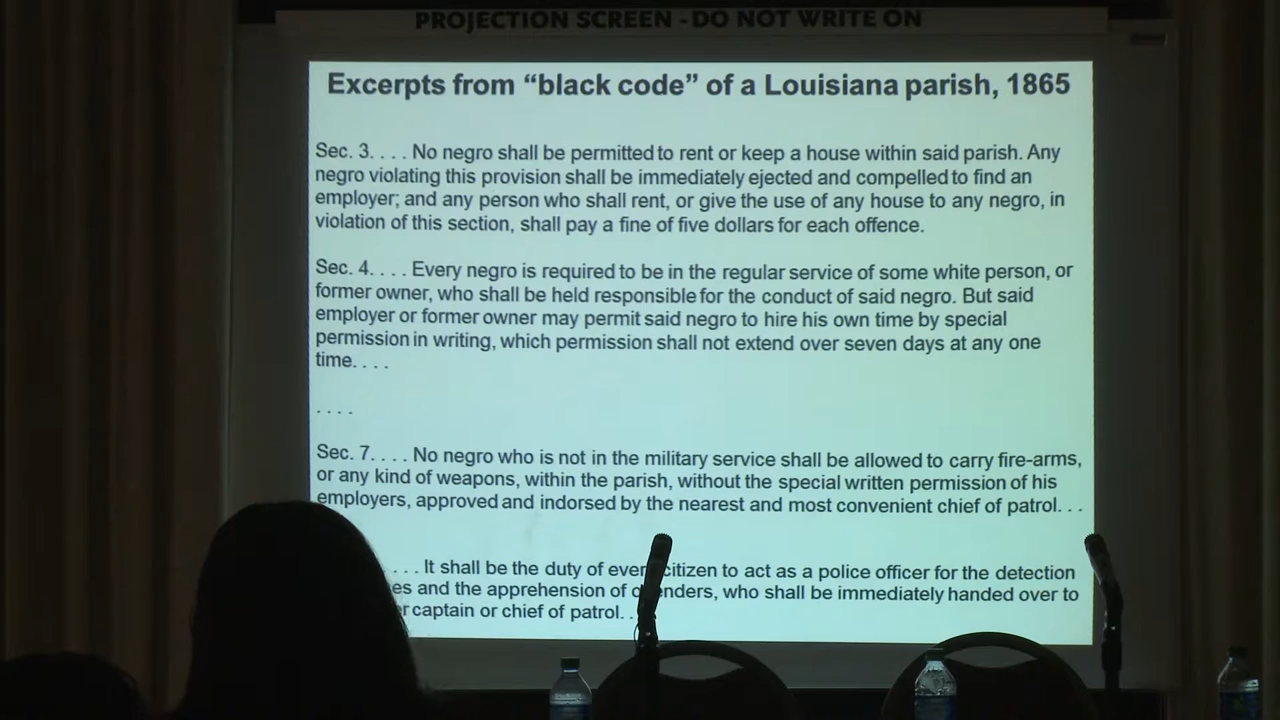 PROJECTION SCREEN - DO NOT WRITE ON
Excerpts from “black code” of a Louisiana parish, 1865
Sec. 3. . . . No negro shall be permitted to rent or keep a house within said parish. Any
negro violating this provision shall be immediately ejected and compelled to find an
employer; and any person who shall rent, or give the use of any house to any negro, in
violation of this section, shall pay a fine of five dollars for each offence.
Sec. 4. . . . Every negro is required to be in the regular service of some white person, or
former owner, who shall be held responsible for the conduct of said negro. But said
employer or former owner may permit said negro to hire his own time by special
permission in writing, which permission shall not extend over seven days at any one
time. . . .
. . . .
Sec. 7. . . . No negro who is not in the military service shall be allowed to carry fire-arms,
or any kind of weapons, within the parish, without the special written permission of his
employers, approved and indorsed by the nearest and most convenient chief of patrol. . .
. . . It shall be the duty of every citizen to act as a police officer for the detection
and the apprehension of offenders, who shall be immediately handed over to
captain or chief of patrol. . .